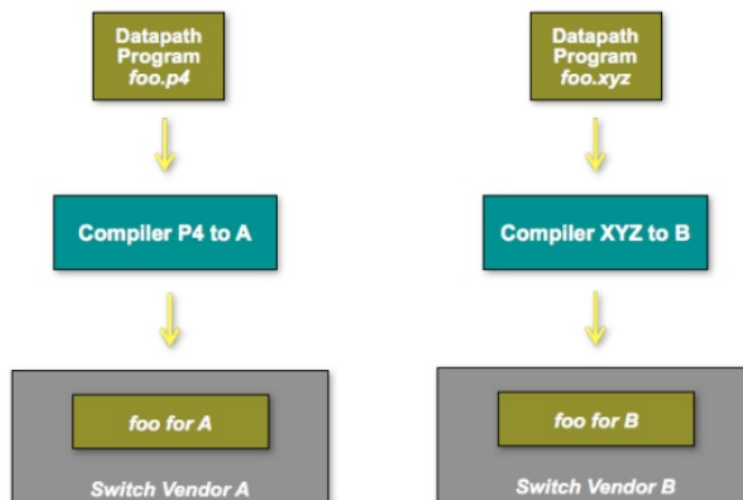 Datapath
Program
foo.p4
Datapath
Program
foo.xyz
Compiler P4 to A
Compiler XYZ to B
foo for A
foo for B
Switch Vendor A
Switch Vendor B